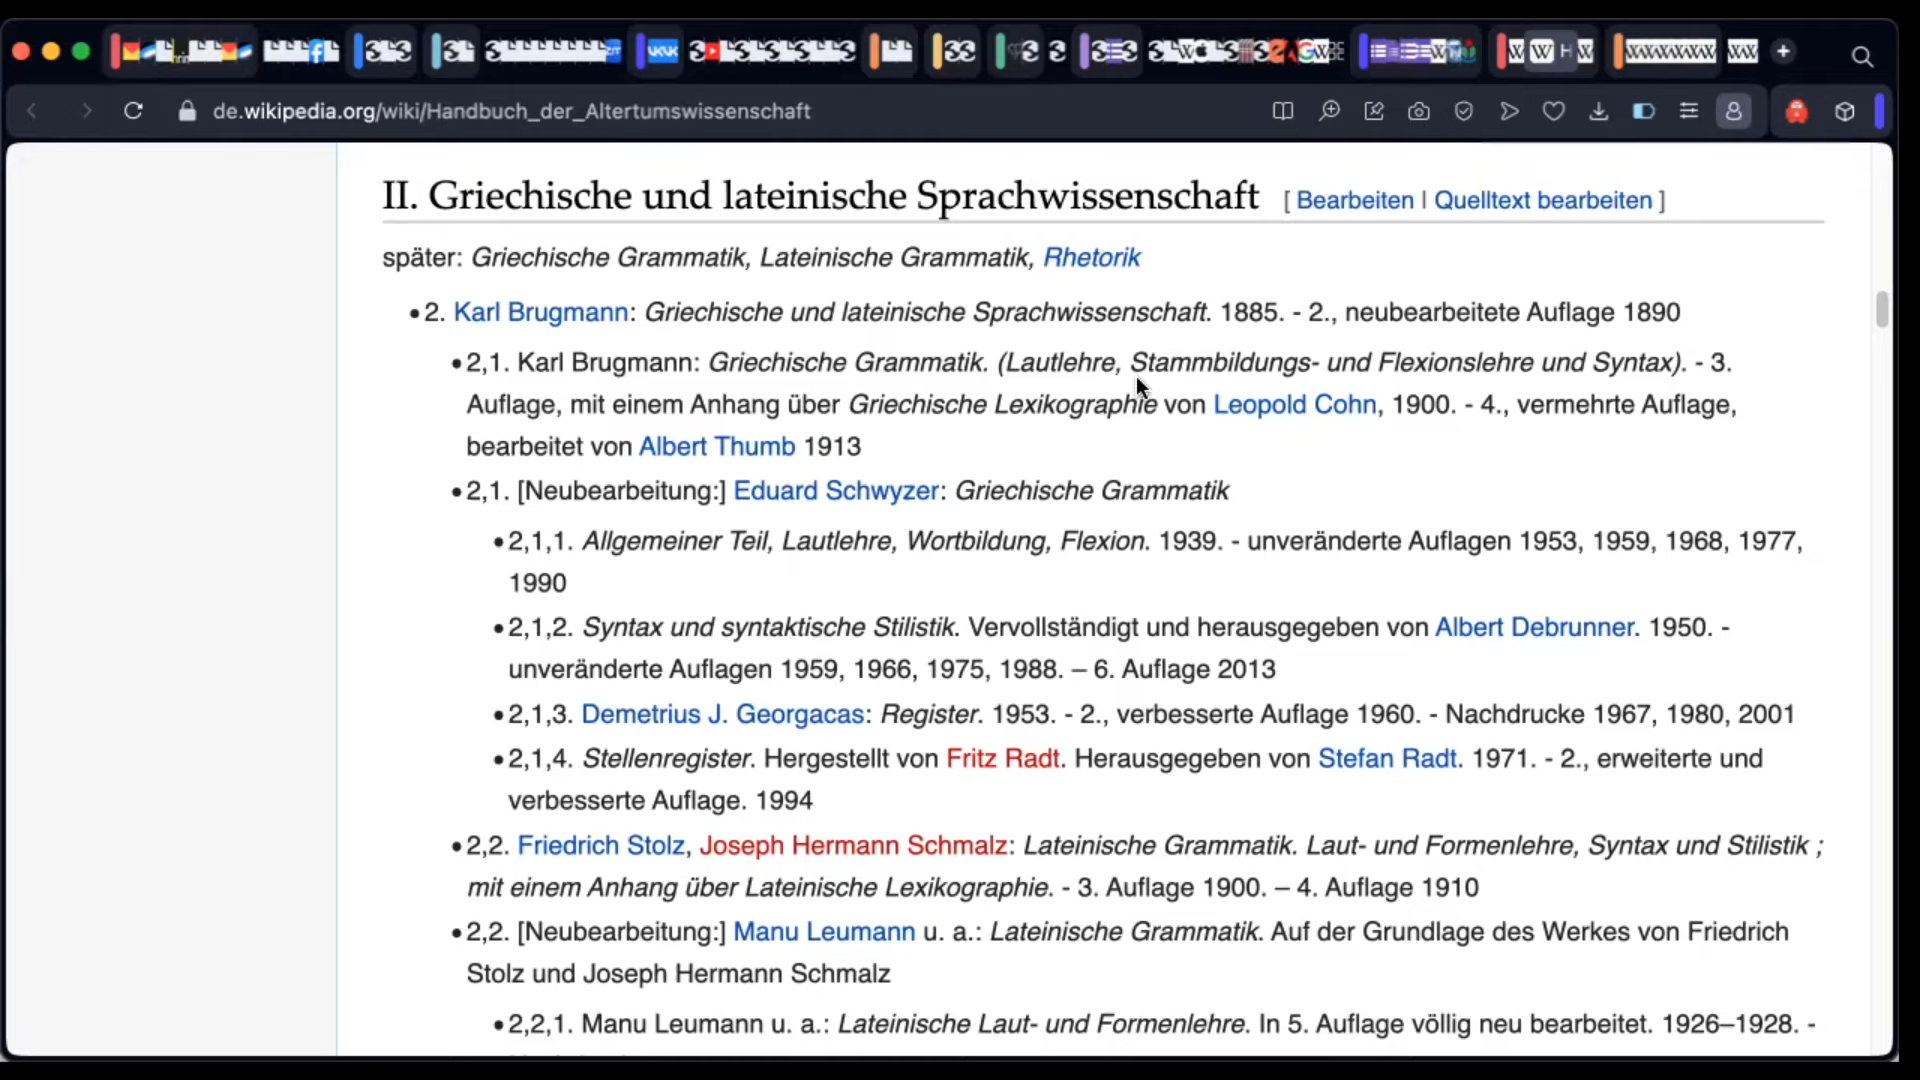 de.wikipedia.org/wiki/Handbuch_der_Altertumswissenschaft
II. Griechische und lateinische Sprachwissenschaft [ Bearbeiten | Quelltext bearbeiten ]
später: Griechische Grammatik, Lateinische Grammatik, Rhetorik
• 2. Karl Brugmann: Griechische und lateinische Sprachwissenschaft. 1885. - 2., neubearbeitete Auflage 1890
• 2,1. Karl Brugmann: Griechische Grammatik. (Lautlehre, Stammbildungs- und Flexionslehre und Syntax). - 3.
Auflage, mit einem Anhang über Griechische Lexikographie von Leopold Cohn, 1900. - 4., vermehrte Auflage,
bearbeitet von Albert Thumb 1913
• 2,1. [Neubearbeitung:] Eduard Schwyzer: Griechische Grammatik
• 2,1,1. Allgemeiner Teil, Lautlehre, Wortbildung, Flexion. 1939. - unveränderte Auflagen 1953, 1959, 1968, 1977,
1990
• 2,1,2. Syntax und syntaktische Stilistik. Vervollständigt und herausgegeben von Albert Debrunner. 1950. -
unveränderte Auflagen 1959, 1966, 1975, 1988. – 6. Auflage 2013
• 2,1,3. Demetrius J. Georgacas: Register. 1953. - 2., verbesserte Auflage 1960. - Nachdrucke 1967, 1980, 2001
• 2,1,4. Stellenregister. Hergestellt von Fritz Radt. Herausgegeben von Stefan Radt. 1971. - 2., erweiterte und
verbesserte Auflage. 1994
• 2,2. Friedrich Stolz, Joseph Hermann Schmalz: Lateinische Grammatik. Laut- und Formenlehre, Syntax und Stilistik ;
mit einem Anhang über Lateinische Lexikographie. - 3. Auflage 1900. – 4. Auflage 1910
• 2,2. [Neubearbeitung:] Manu Leumann u. a.: Lateinische Grammatik. Auf der Grundlage des Werkes von Friedrich
Stolz und Joseph Hermann Schmalz
• 2,2,1. Manu Leumann u. a.: Lateinische Laut- und Formenlehre. In 5. Auflage völlig neu bearbeitet. 1926–1928. -